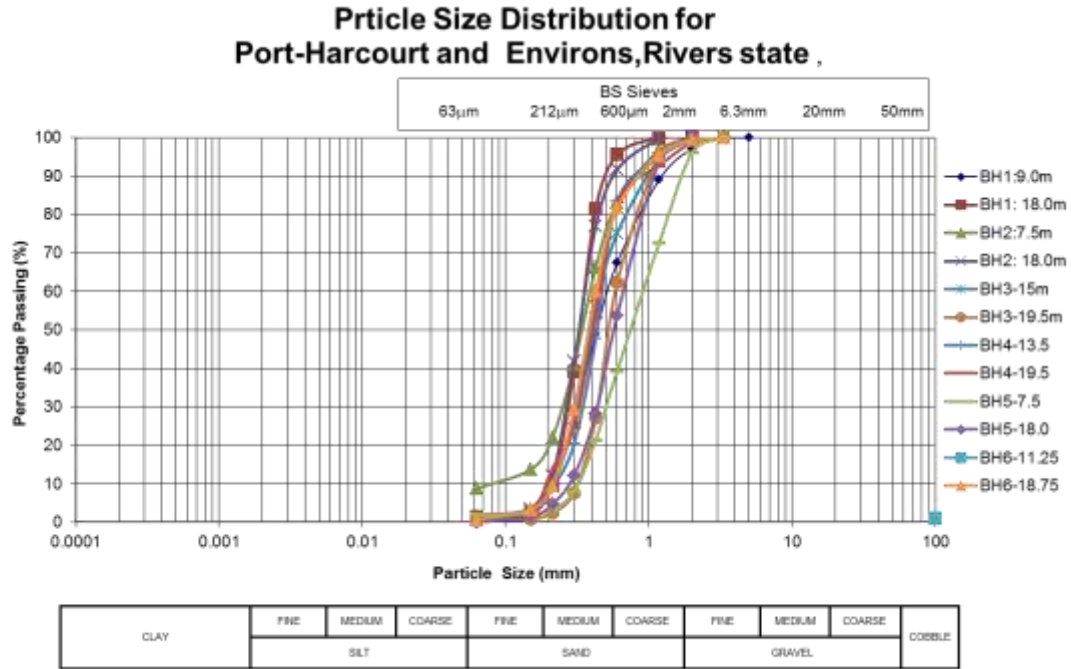 Prticle Size Distribution for
Port-Harcourt and Environs,Rivers state ,
BS Sieves
63µm 212µm 600µm 2mm 6.3mm 20mm 50mm
100
90
80
70
60
50
40
30
20
10
0
Percentage Passing (%)
0.0001 0.001 0.01 0.1 1 10 100
Particle Size (mm)
BH1:9.0m
BH1: 18.0m
BH2:7.5m
BH2: 18.0m
BH3-15m
BH3-19.5m
BH4-13.5
BH4-19.5
BH5-7.5
BH5-18.0
BH6-11.25
BH6-18.75
CLAY FINE MEDIUM COARSE FINE MEDIUM COARSE FINE MEDIUM COARSE COBBLE
SILT SAND GRAVEL